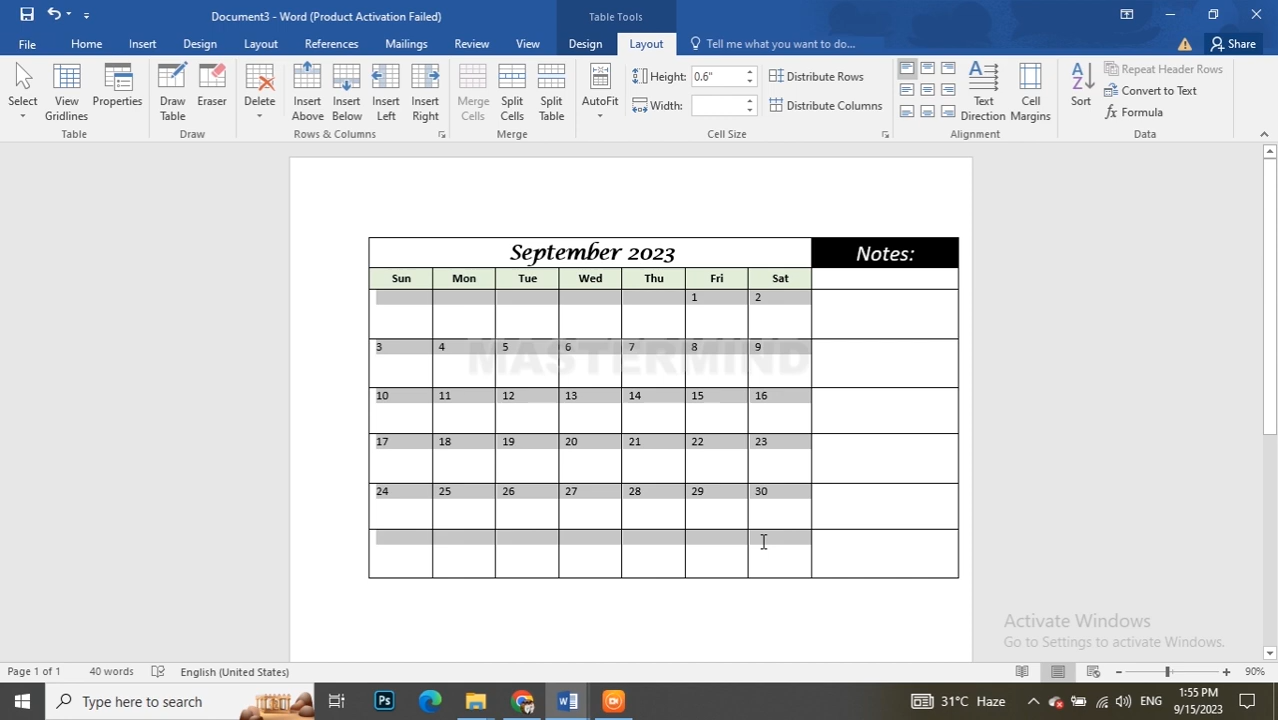 Document3 - Word (Product Activation Failed)
Table Tools
File Home Insert Design Layout References Mailings Review View Design Layout Tell me what you want to do... Share
Select View Gridlines Properties Draw Table Eraser Delete Insert Above Insert Below Insert Left Insert Right Merge Cells Split Cells Split Table AutoFit Height: 0.6" Distribute Rows Text Direction Cell Margins Sort Repeat Header Rows
Width: Distribute Columns Convert to Text
Formula
Table Draw Rows & Columns Merge Cell Size Alignment Data
September 2023 Notes:
Sun Mon Tue Wed Thu Fri Sat
1 2
3 4 5 6 7 8 9
MASTERMIND
10 11 12 13 14 15 16
17 18 19 20 21 22 23
24 25 26 27 28 29 30
Activate Windows
Go to Settings to activate Windows.
Page 1 of 1 40 words English (United States) 90%
Type here to search Ps 31°C Haze ENG 1:55 PM
9/15/2023